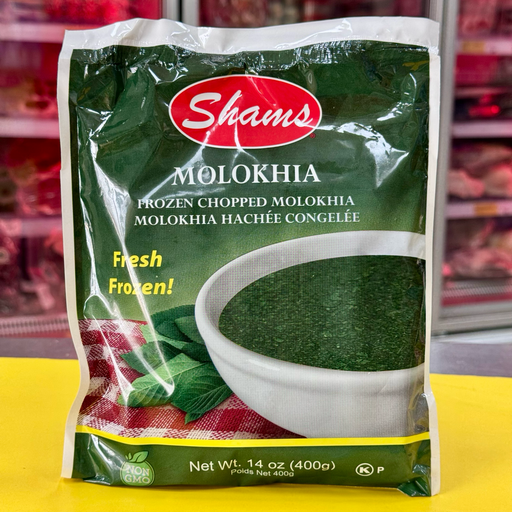 Shams
MOLOKHIA
FROZEN CHOPPED MOLOKHIA
MOLOKHIA HACHÉE CONGELÉE
Fresh
Frozen!
NON
GMO
Net Wt. 14 oz (400g)
Poids Net 400g
K P